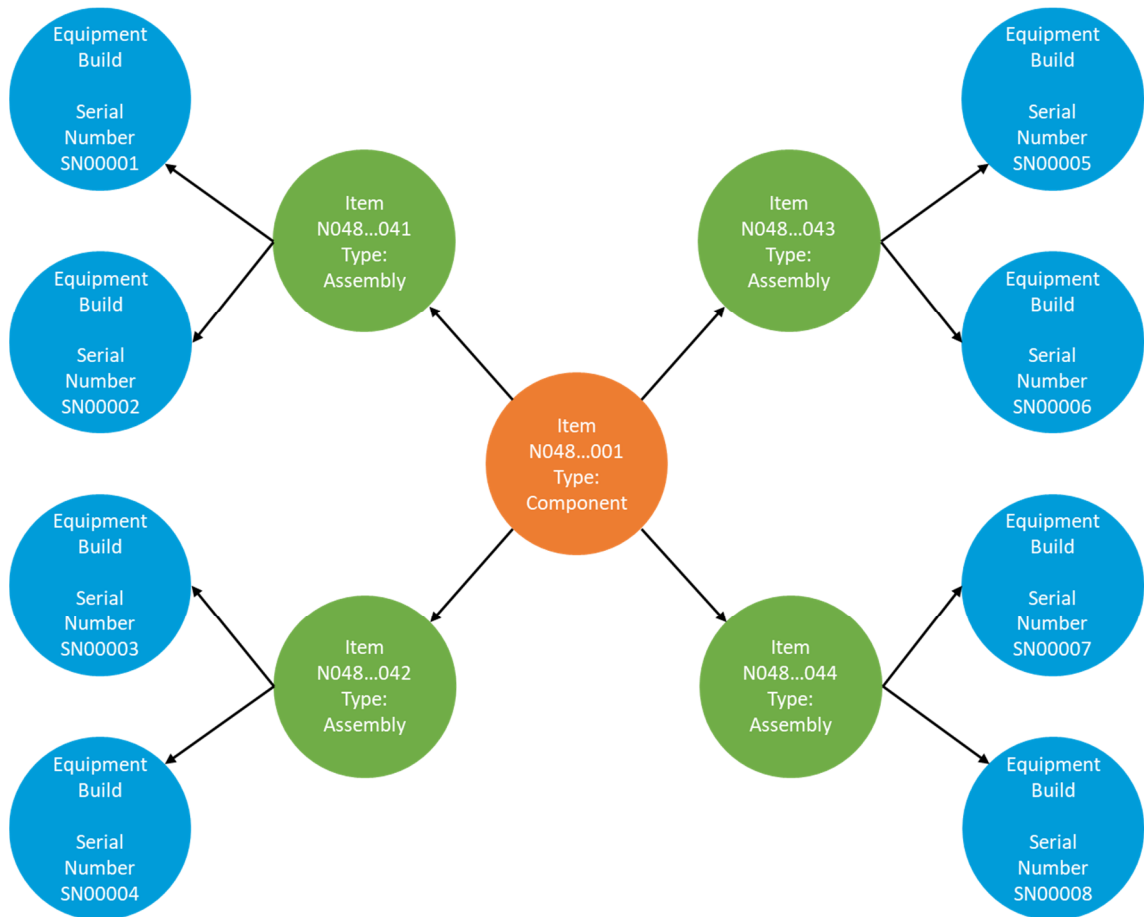 Equipment
Build
Serial
Number
SN00001
Equipment
Build
Serial
Number
SN00002
Equipment
Build
Serial
Number
SN00003
Equipment
Build
Serial
Number
SN00004
Item
N048...041
Type:
Assembly
Item
N048...042
Type:
Assembly
Item
N048...001
Type:
Component
Item
N048...043
Type:
Assembly
Item
N048...044
Type:
Assembly
Equipment
Build
Serial
Number
SN00005
Equipment
Build
Serial
Number
SN00006
Equipment
Build
Serial
Number
SN00007
Equipment
Build
Serial
Number
SN00008